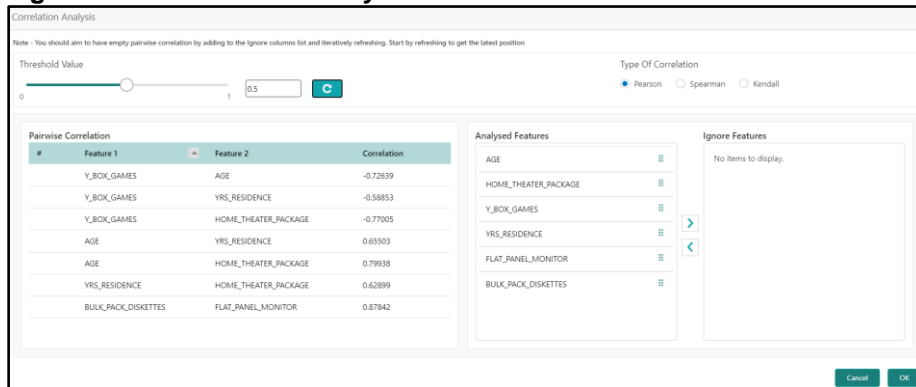 Correlation Analysis
Note - You should aim to have empty pairwise correlation by adding to the Ignore columns list and iteratively refreshing. Start by refreshing to get the latest position
Threshold Value
Type Of Correlation
0
1
0.5
Pearson
Spearman
Kendall
Pairwise Correlation
# Feature 1 Feature 2 Correlation
Y_BOX_GAMES AGE -0.72639
Y_BOX_GAMES YRS_RESIDENCE -0.58853
Y_BOX_GAMES HOME_THEATER_PACKAGE -0.77005
AGE YRS_RESIDENCE 0.65503
AGE HOME_THEATER_PACKAGE 0.79938
YRS_RESIDENCE HOME_THEATER_PACKAGE 0.62899
BULK_PACK_DISKETTES FLAT_PANEL_MONITOR 0.87842
Analysed Features
AGE
HOME_THEATER_PACKAGE
Y_BOX_GAMES
YRS_RESIDENCE
FLAT_PANEL_MONITOR
BULK_PACK_DISKETTES
Ignore Features
No items to display.
Cancel
OK